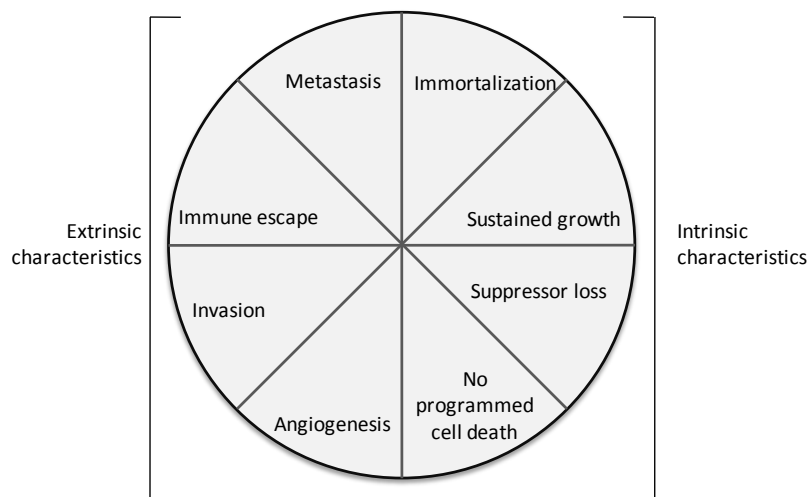 Metastasis
Immortalization
Immune escape
Sustained growth
Extrinsic
characteristics
Intrinsic
characteristics
Invasion
Suppressor loss
Angiogenesis
No
programmed
cell death